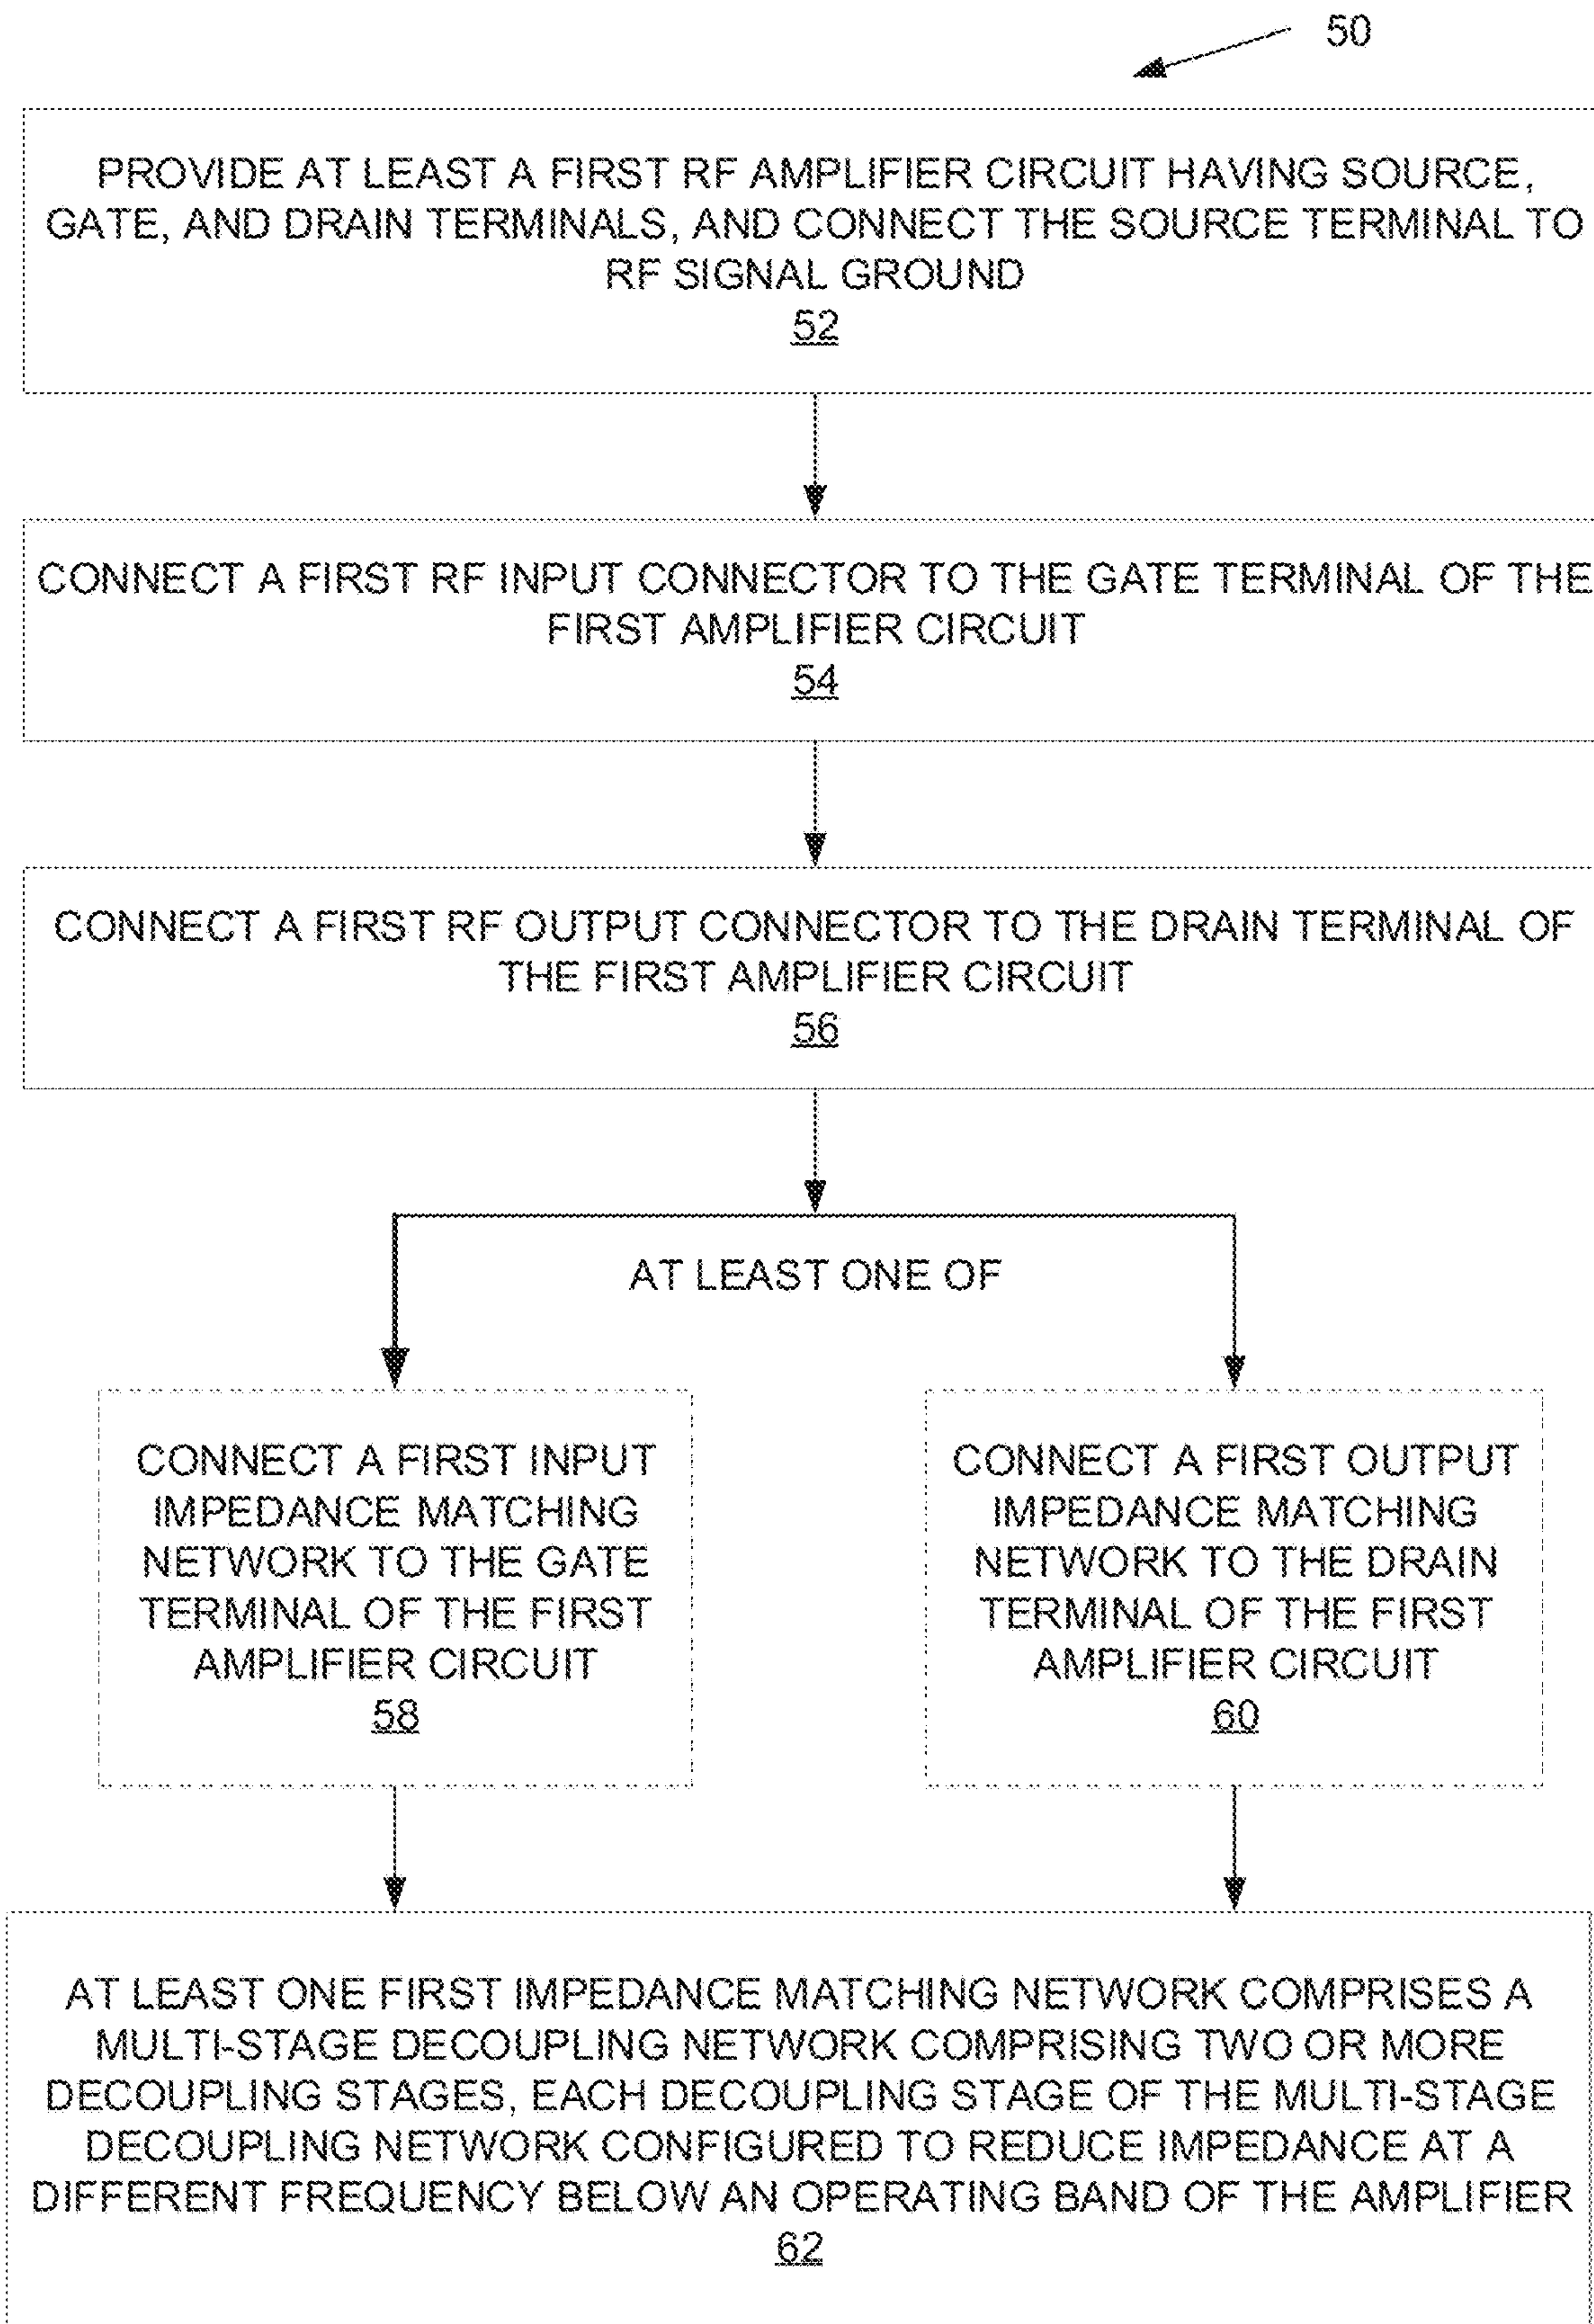 50
PROVIDE AT LEAST A FIRST RF AMPLIFIER CIRCUIT HAVING SOURCE,
GATE, AND DRAIN TERMINALS, AND CONNECT THE SOURCE TERMINAL TO
RF SIGNAL GROUND
52
CONNECT A FIRST RF INPUT CONNECTOR TO THE GATE TERMINAL OF THE
FIRST AMPLIFIER CIRCUIT
54
CONNECT A FIRST RF OUTPUT CONNECTOR TO THE DRAIN TERMINAL OF
THE FIRST AMPLIFIER CIRCUIT
56
AT LEAST ONE OF
CONNECT A FIRST INPUT
IMPEDANCE MATCHING
NETWORK TO THE GATE
TERMINAL OF THE FIRST
AMPLIFIER CIRCUIT
58
CONNECT A FIRST OUTPUT
IMPEDANCE MATCHING
NETWORK TO THE DRAIN
TERMINAL OF THE FIRST
AMPLIFIER CIRCUIT
60
AT LEAST ONE FIRST IMPEDANCE MATCHING NETWORK COMPRISES A
MULTI-STAGE DECOUPLING NETWORK COMPRISING TWO OR MORE
DECOUPLING STAGES, EACH DECOUPLING STAGE OF THE MULTI-STAGE
DECOUPLING NETWORK CONFIGURED TO REDUCE IMPEDANCE AT A
DIFFERENT FREQUENCY BELOW AN OPERATING BAND OF THE AMPLIFIER
62